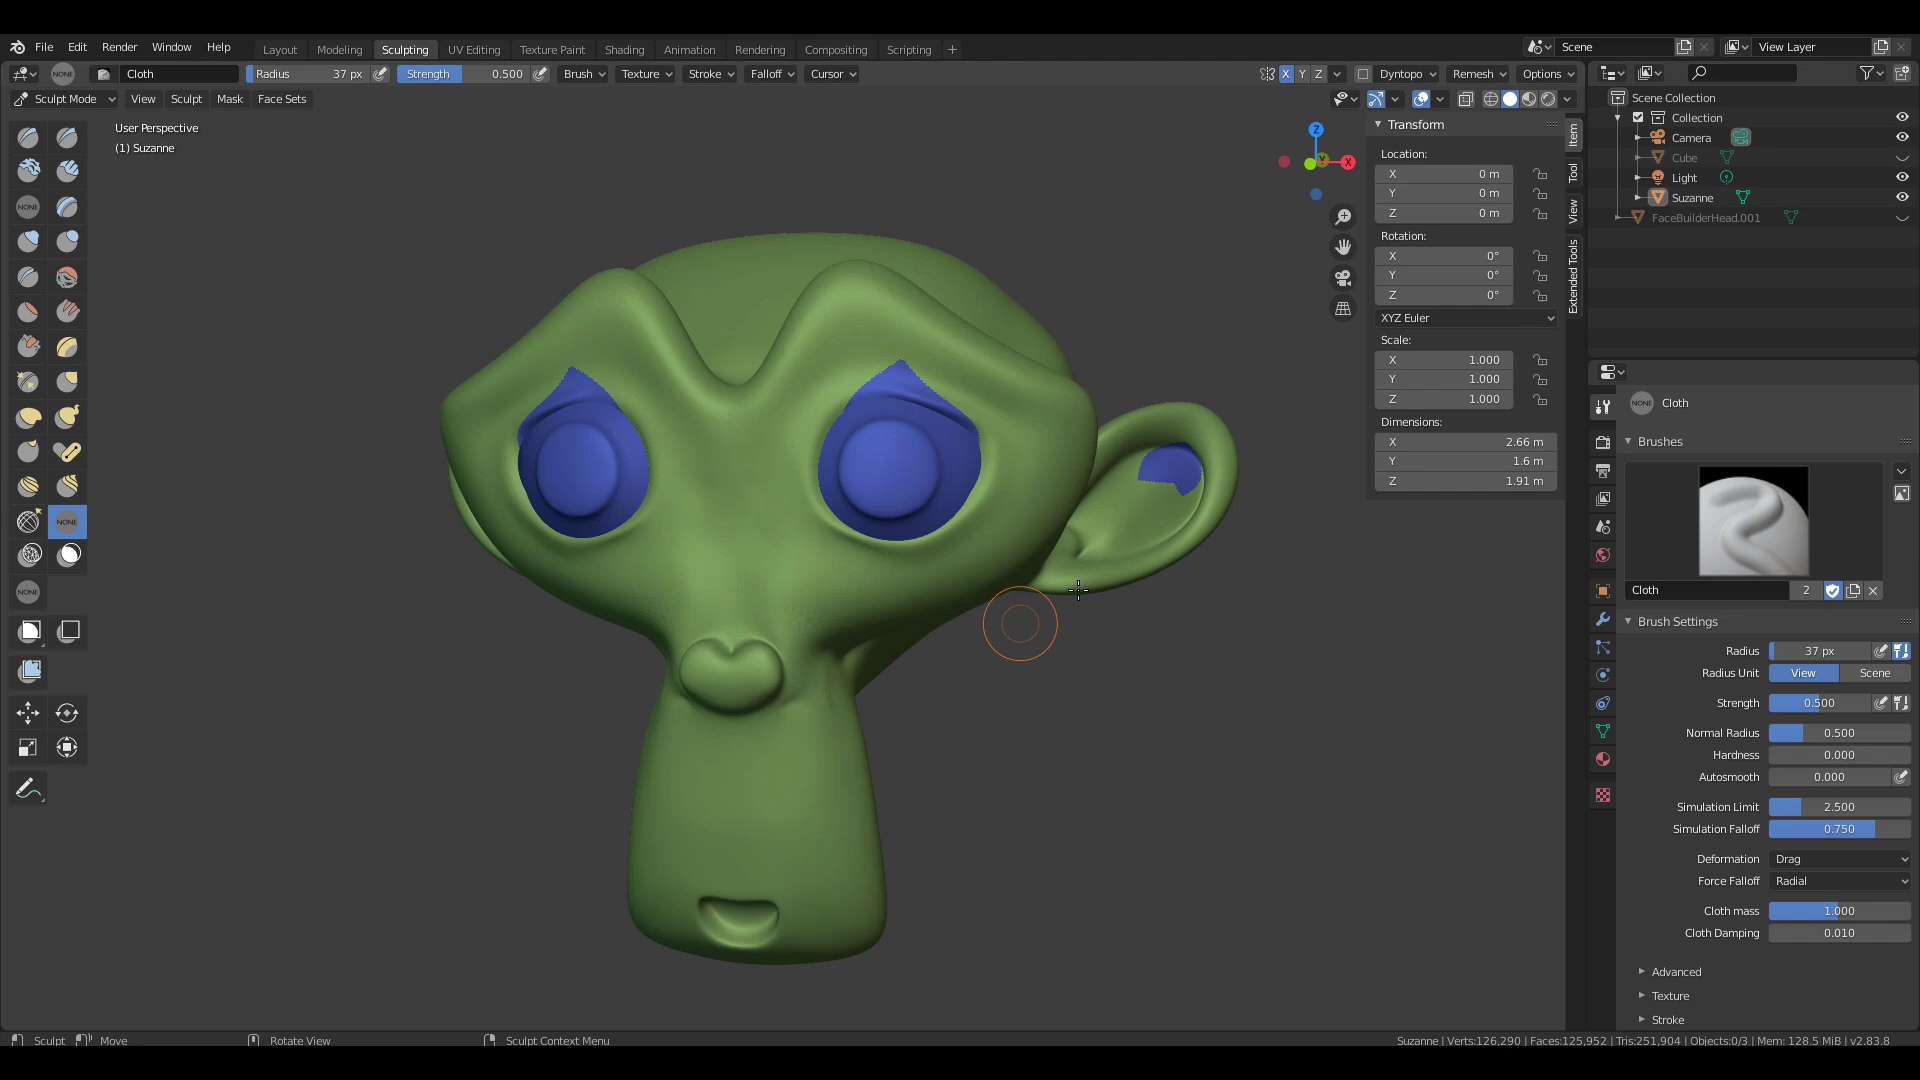 File Edit Render Window Help Layout Modeling Sculpting UV Editing Texture Paint Shading Animation Rendering Compositing Scripting + Scene View Layer
NONE Cloth Radius 37 px Strength 0.500 Brush Texture Stroke Falloff Cursor X Y Z Dyntopo Remesh Options
Sculpt Mode View Sculpt Mask Face Sets
User Perspective
(1) Suzanne
NONE
NONE
NONE
Z
Y
X
Transform
Location:
X 0 m
Y 0 m
Z 0 m
Rotation:
X 0°
Y 0°
Z 0°
XYZ Euler
Scale:
X 1.000
Y 1.000
Z 1.000
Dimensions:
X 2.66 m
Y 1.6 m
Z 1.91 m
Item
Tool
View
Extended Tools
Scene Collection
Collection
Camera
Cube
Light
Suzanne
FaceBuilderHead.001
NONE Cloth
Brushes
Cloth 2
Brush Settings
Radius 37 px
Radius Unit View Scene
Strength 0.500
Normal Radius 0.500
Hardness 0.000
Autosmooth 0.000
Simulation Limit 2.500
Simulation Falloff 0.750
Deformation Drag
Force Falloff Radial
Cloth mass 1.000
Cloth Damping 0.010
Advanced
Texture
Stroke
Sculpt Move Rotate View Sculpt Context Menu Suzanne | Verts:126,290 | Faces:125,952 | Tris:251,904 | Objects:0/3 | Mem: 128.5 MiB | v2.83.8